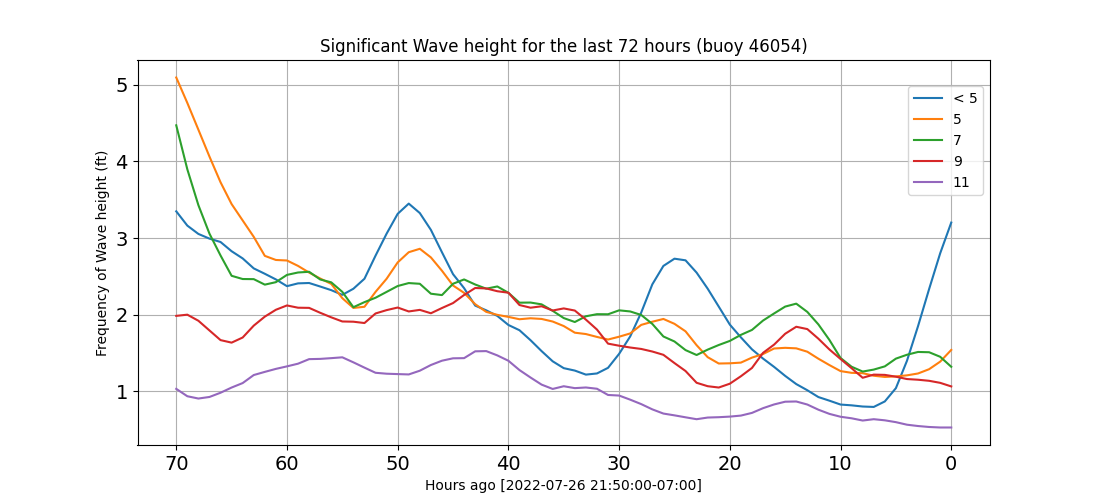 Significant Wave height for the last 72 hours (buoy 46054)
Frequency of Wave height (ft)
5
4
3
2
1
< 5
5
7
9
11
70 60 50 40 30 20 10 0
Hours ago [2022-07-26 21:50:00-07:00]